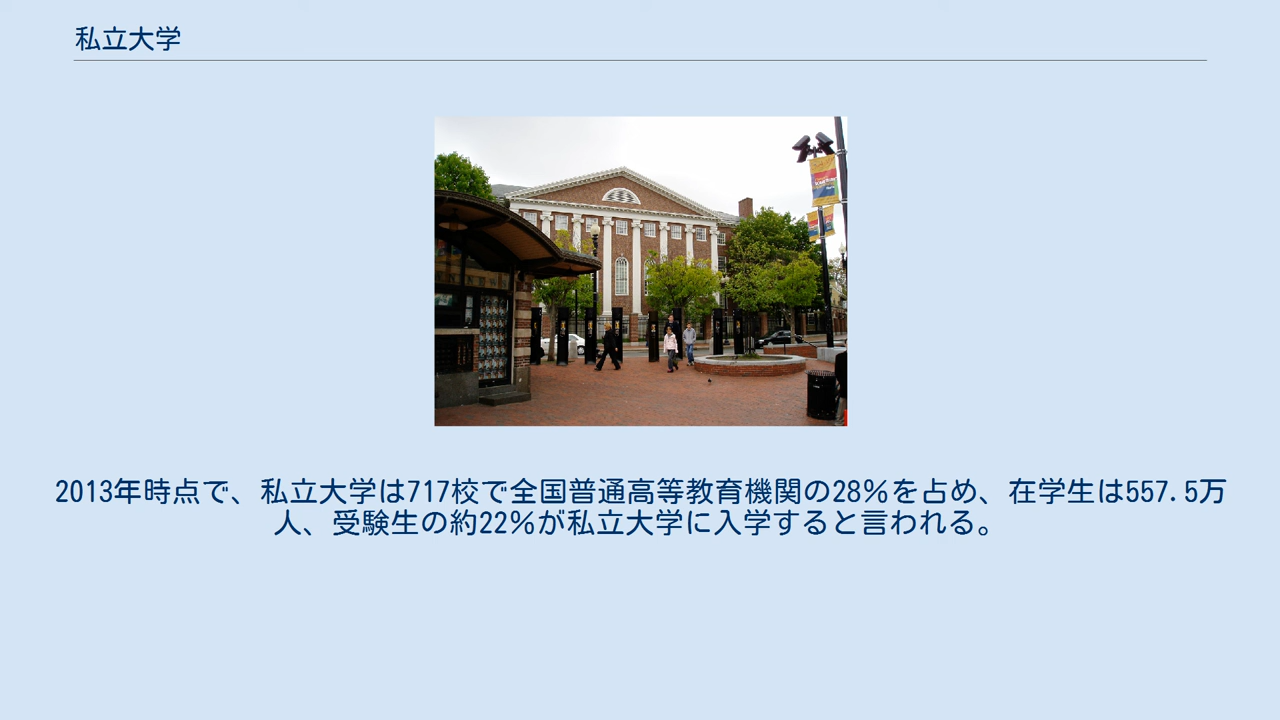 私立大学
2013年時点で、私立大学は717校で全国普通高等教育機関の28％を占め、在学生は557.5万
人、受験生の約22％が私立大学に入学すると言われる。